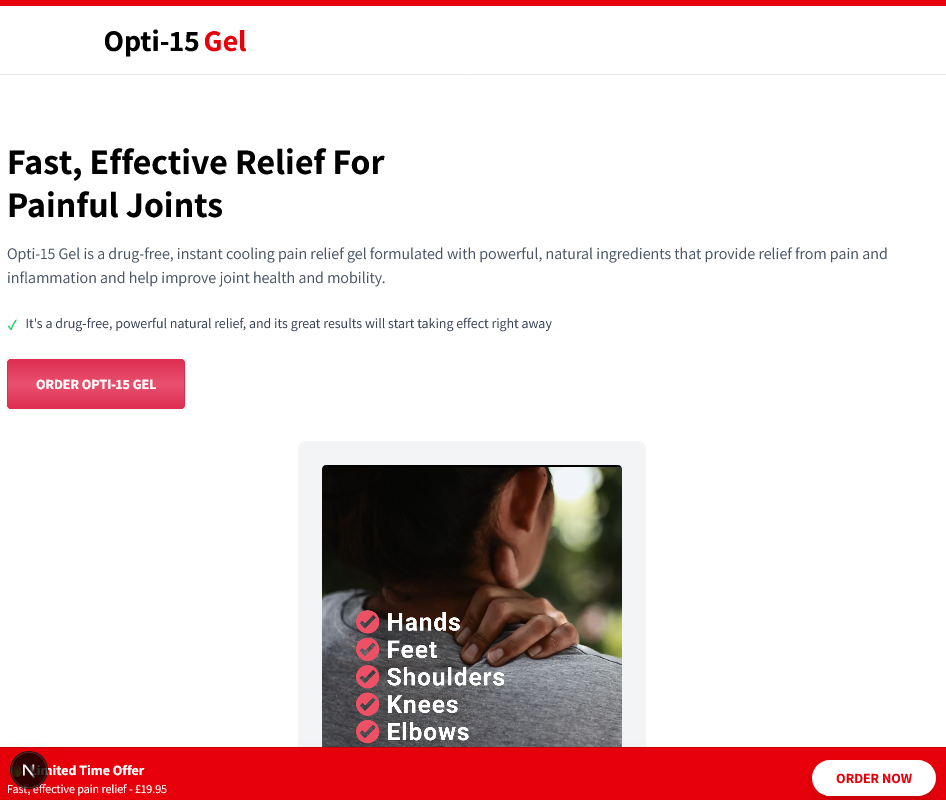 Opti-15 Gel
Fast, Effective Relief For
Painful Joints
Opti-15 Gel is a drug-free, instant cooling pain relief gel formulated with powerful, natural ingredients that provide relief from pain and
inflammation and help improve joint health and mobility.
✓ It's a drug-free, powerful natural relief, and its great results will start taking effect right away
ORDER OPTI-15 GEL
Hands
Feet
Shoulders
Knees
Elbows
N
Limited Time Offer
Fast, effective pain relief - £19.95
ORDER NOW